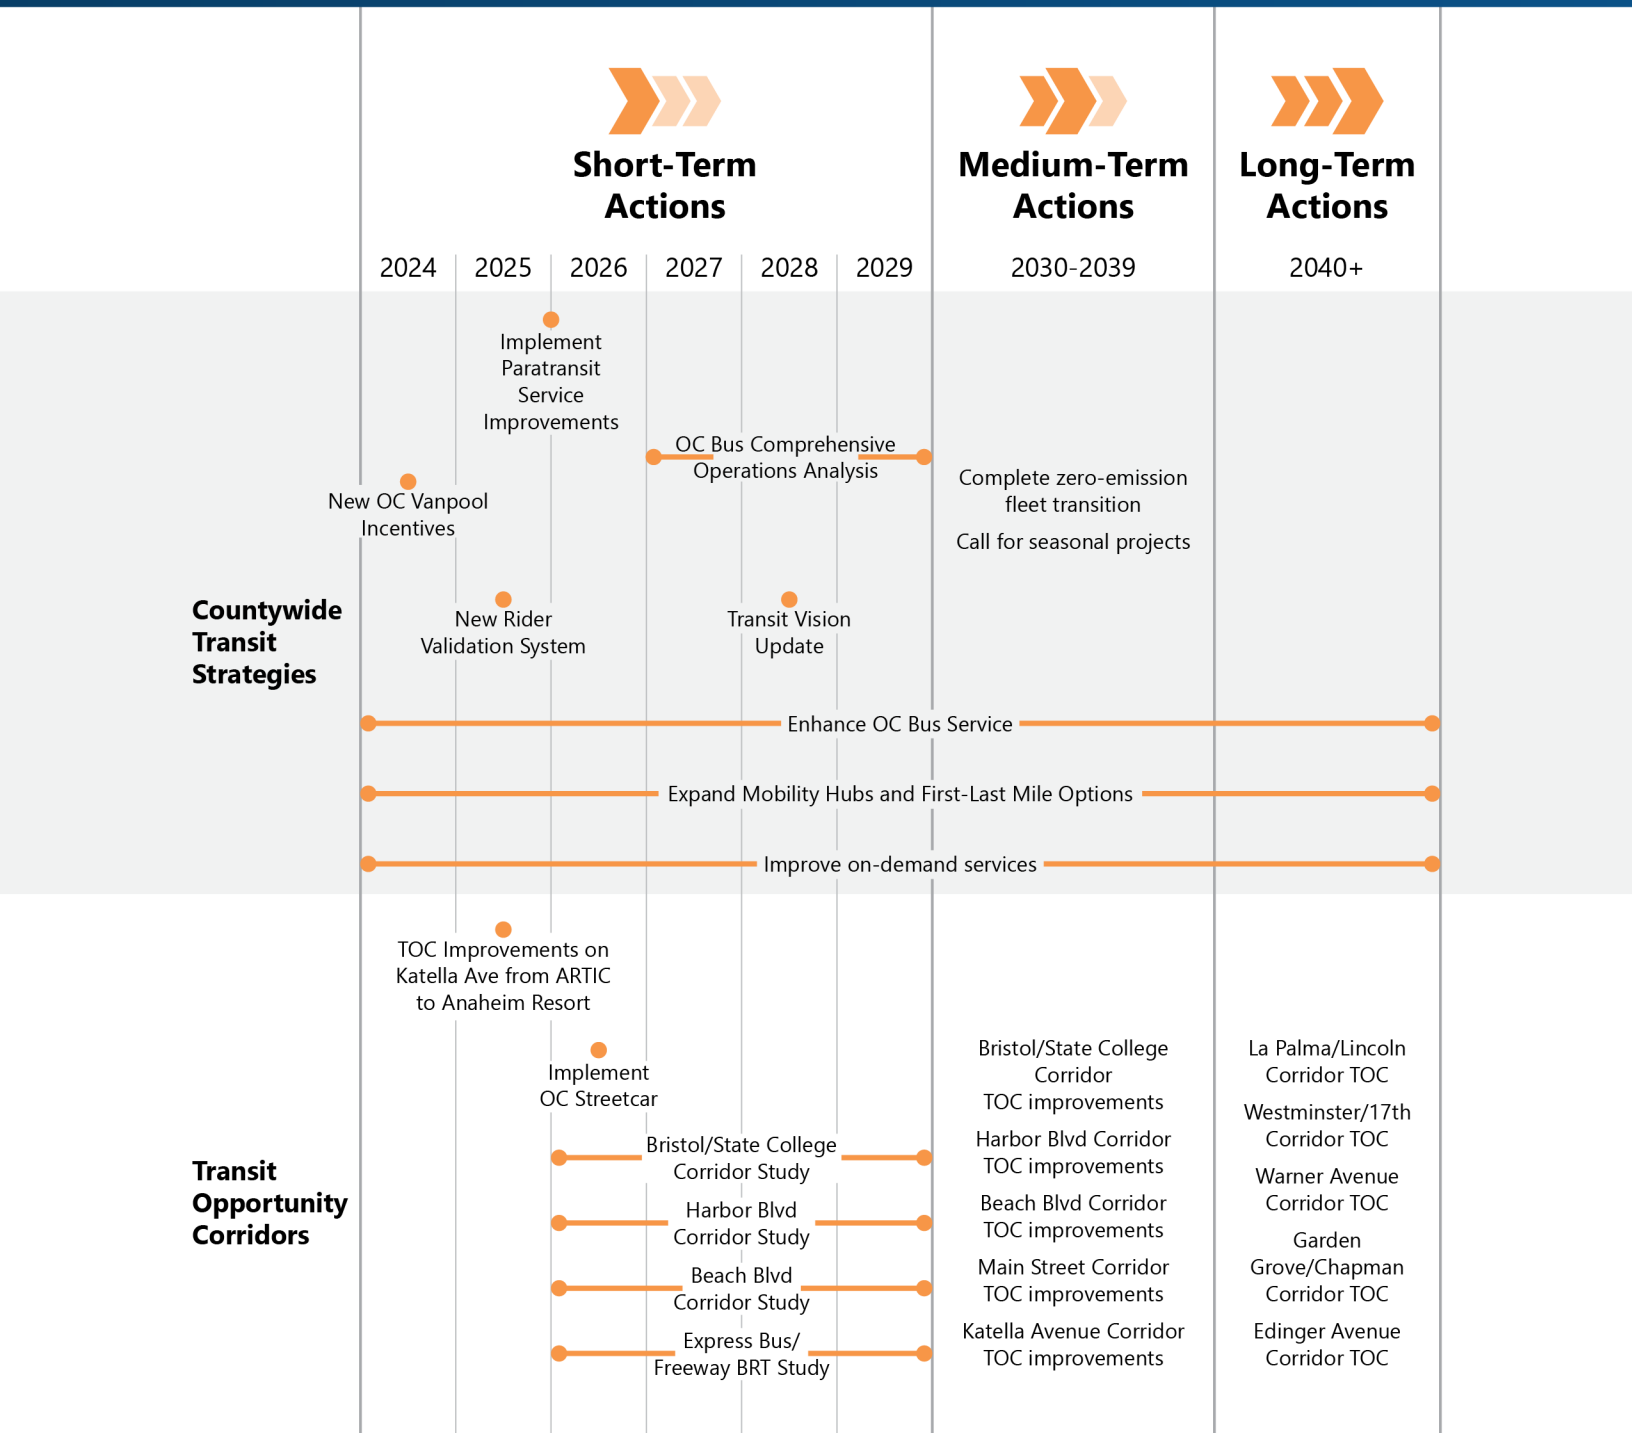 Short-Term
Actions
Medium-Term
Actions
Long-Term
Actions
2024
2025
2026
2027
2028
2029
2030-2039
2040+
Countywide
Transit
Strategies
Implement
Paratransit
Service
Improvements
OC Bus Comprehensive
Operations Analysis
New OC Vanpool
Incentives
Complete zero-emission
fleet transition
Call for seasonal projects
New Rider
Validation System
Transit Vision
Update
Enhance OC Bus Service
Expand Mobility Hubs and First-Last Mile Options
Improve on-demand services
Transit
Opportunity
Corridors
TOC Improvements on
Katella Ave from ARTIC
to Anaheim Resort
Implement
OC Streetcar
Bristol/State College
Corridor Study
Harbor Blvd
Corridor Study
Beach Blvd
Corridor Study
Express Bus/
Freeway BRT Study
Bristol/State College
Corridor
TOC improvements
Harbor Blvd Corridor
TOC improvements
Beach Blvd Corridor
TOC improvements
Main Street Corridor
TOC improvements
Katella Avenue Corridor
TOC improvements
La Palma/Lincoln
Corridor TOC
Westminster/17th
Corridor TOC
Warner Avenue
Corridor TOC
Garden
Grove/Chapman
Corridor TOC
Edinger Avenue
Corridor TOC